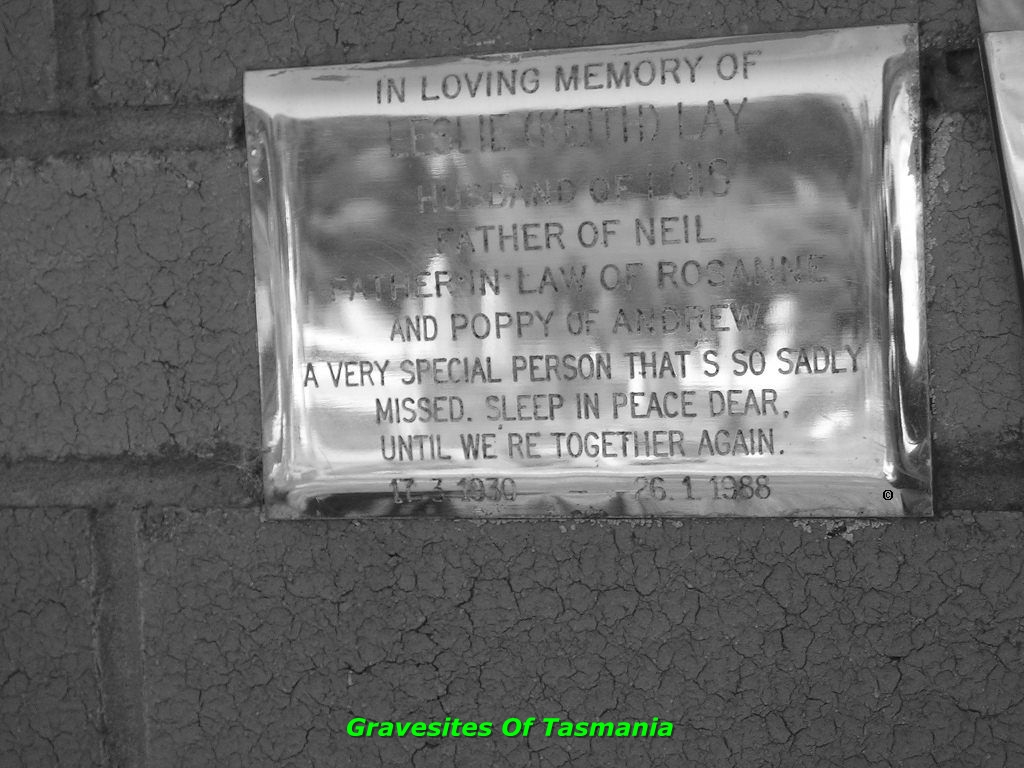 IN LOVING MEMORY OF
LESLIE (KEITH) LAY
HUSBAND OF LOIS
FATHER OF NEIL
FATHER-IN-LAW OF ROSANNE
AND POPPY OF ANDREW.
A VERY SPECIAL PERSON THAT'S SO SADLY
MISSED. SLEEP IN PEACE DEAR,
UNTIL WE'RE TOGETHER AGAIN.
17.3.1930 26.1.1988
©
Gravesites Of Tasmania